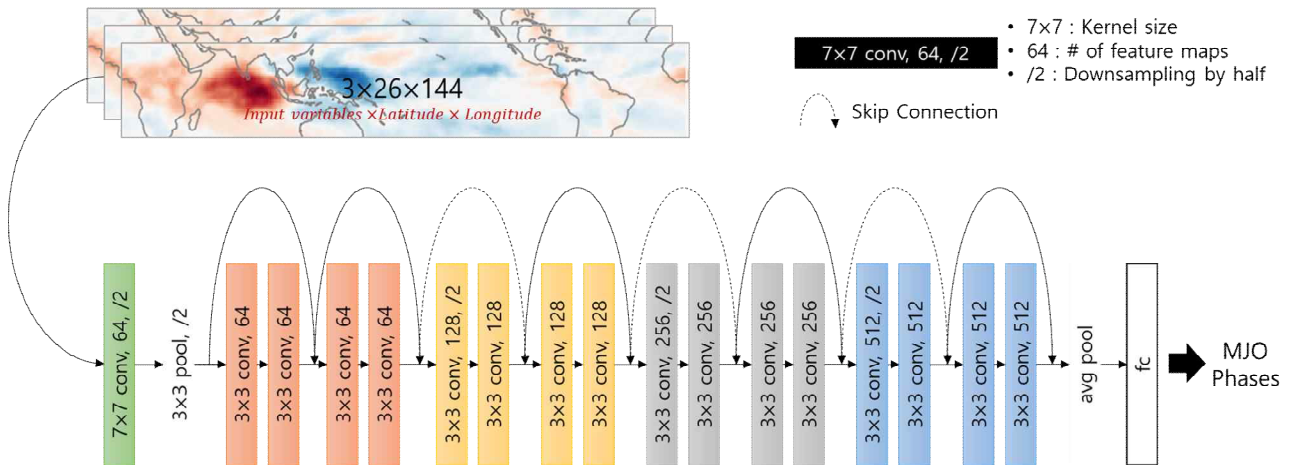 3×26×144
Input variables ×Latitude × Longitude
7×7 conv, 64, /2
• 7×7 : Kernel size
• 64 : # of feature maps
• /2 : Downsampling by half
Skip Connection
7×7 conv, 64, /2
3×3 pool, /2
3×3 conv, 64
3×3 conv, 64
3×3 conv, 64
3×3 conv, 64
3×3 conv, 128, /2
3×3 conv, 128
3×3 conv, 128
3×3 conv, 128
3×3 conv, 256, /2
3×3 conv, 256
3×3 conv, 256
3×3 conv, 256
3×3 conv, 512, /2
3×3 conv, 512
3×3 conv, 512
3×3 conv, 512
avg pool
fc
MJO
Phases